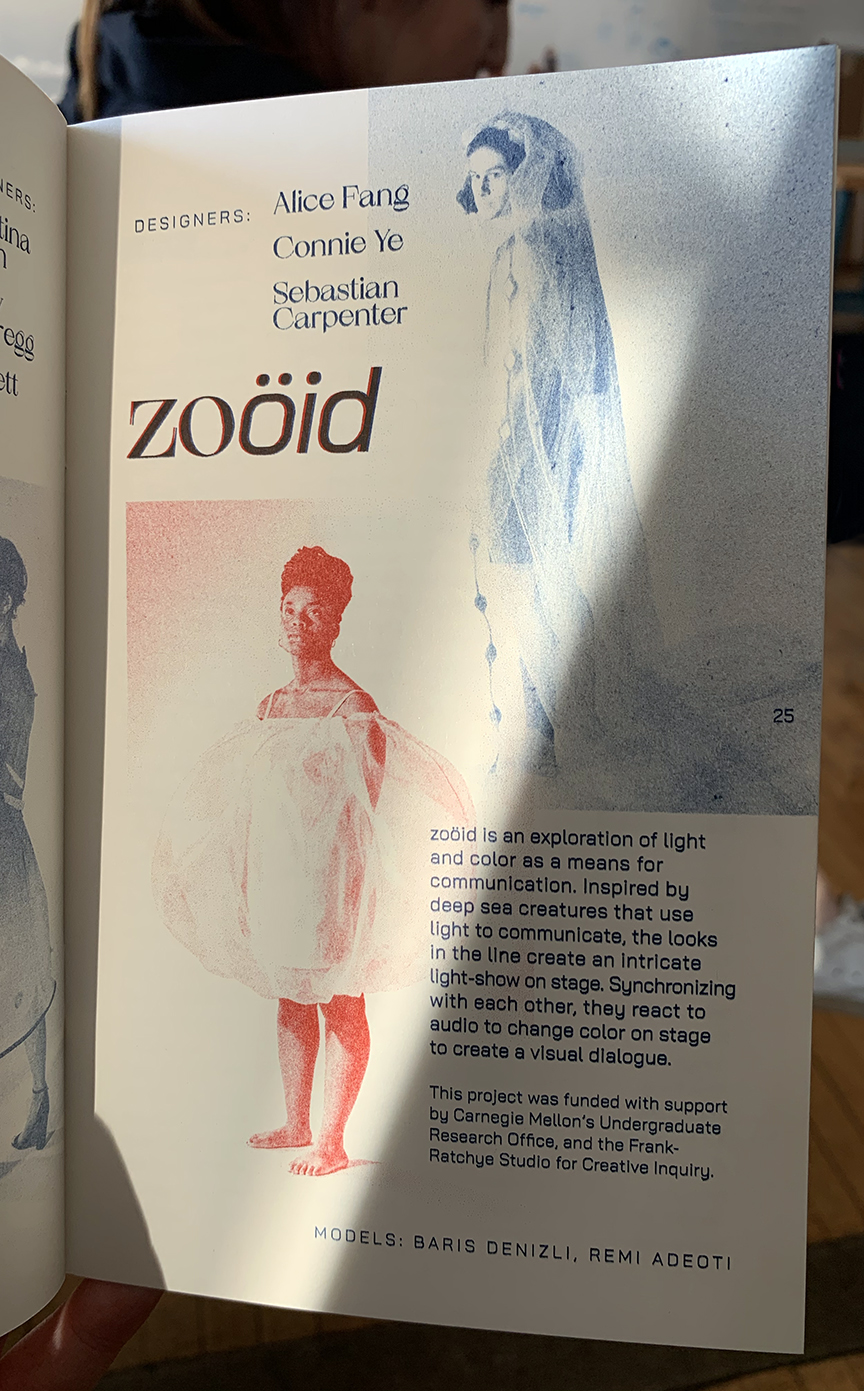 DESIGNERS:
Alice Fang
Connie Ye
Sebastian
Carpenter
zoöid
25
zoöid is an exploration of light
and color as a means for
communication. Inspired by
deep sea creatures that use
light to communicate, the looks
in the line create an intricate
light-show on stage. Synchronizing
with each other, they react to
audio to change color on stage
to create a visual dialogue.
This project was funded with support
by Carnegie Mellon's Undergraduate
Research Office, and the Frank-
Ratchye Studio for Creative Inquiry.
MODELS: BARIS DENIZLI, REMI ADEOTI